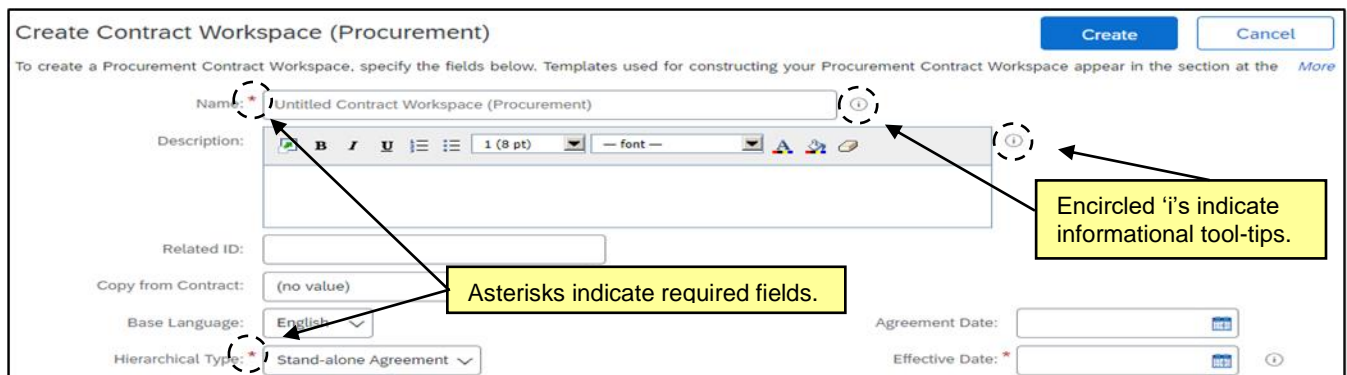 Create Contract Workspace (Procurement) Create Cancel
To create a Procurement Contract Workspace, specify the fields below. Templates used for constructing your Procurement Contract Workspace appear in the section at the More
Name: * Untitled Contract Workspace (Procurement)
Description: B I U 1 (8 pt) — font — A
Encircled ‘i’s indicate
informational tool-tips.
Related ID:
Copy from Contract: (no value)
Asterisks indicate required fields.
Base Language: English Agreement Date:
Hierarchical Type: * Stand-alone Agreement Effective Date: *